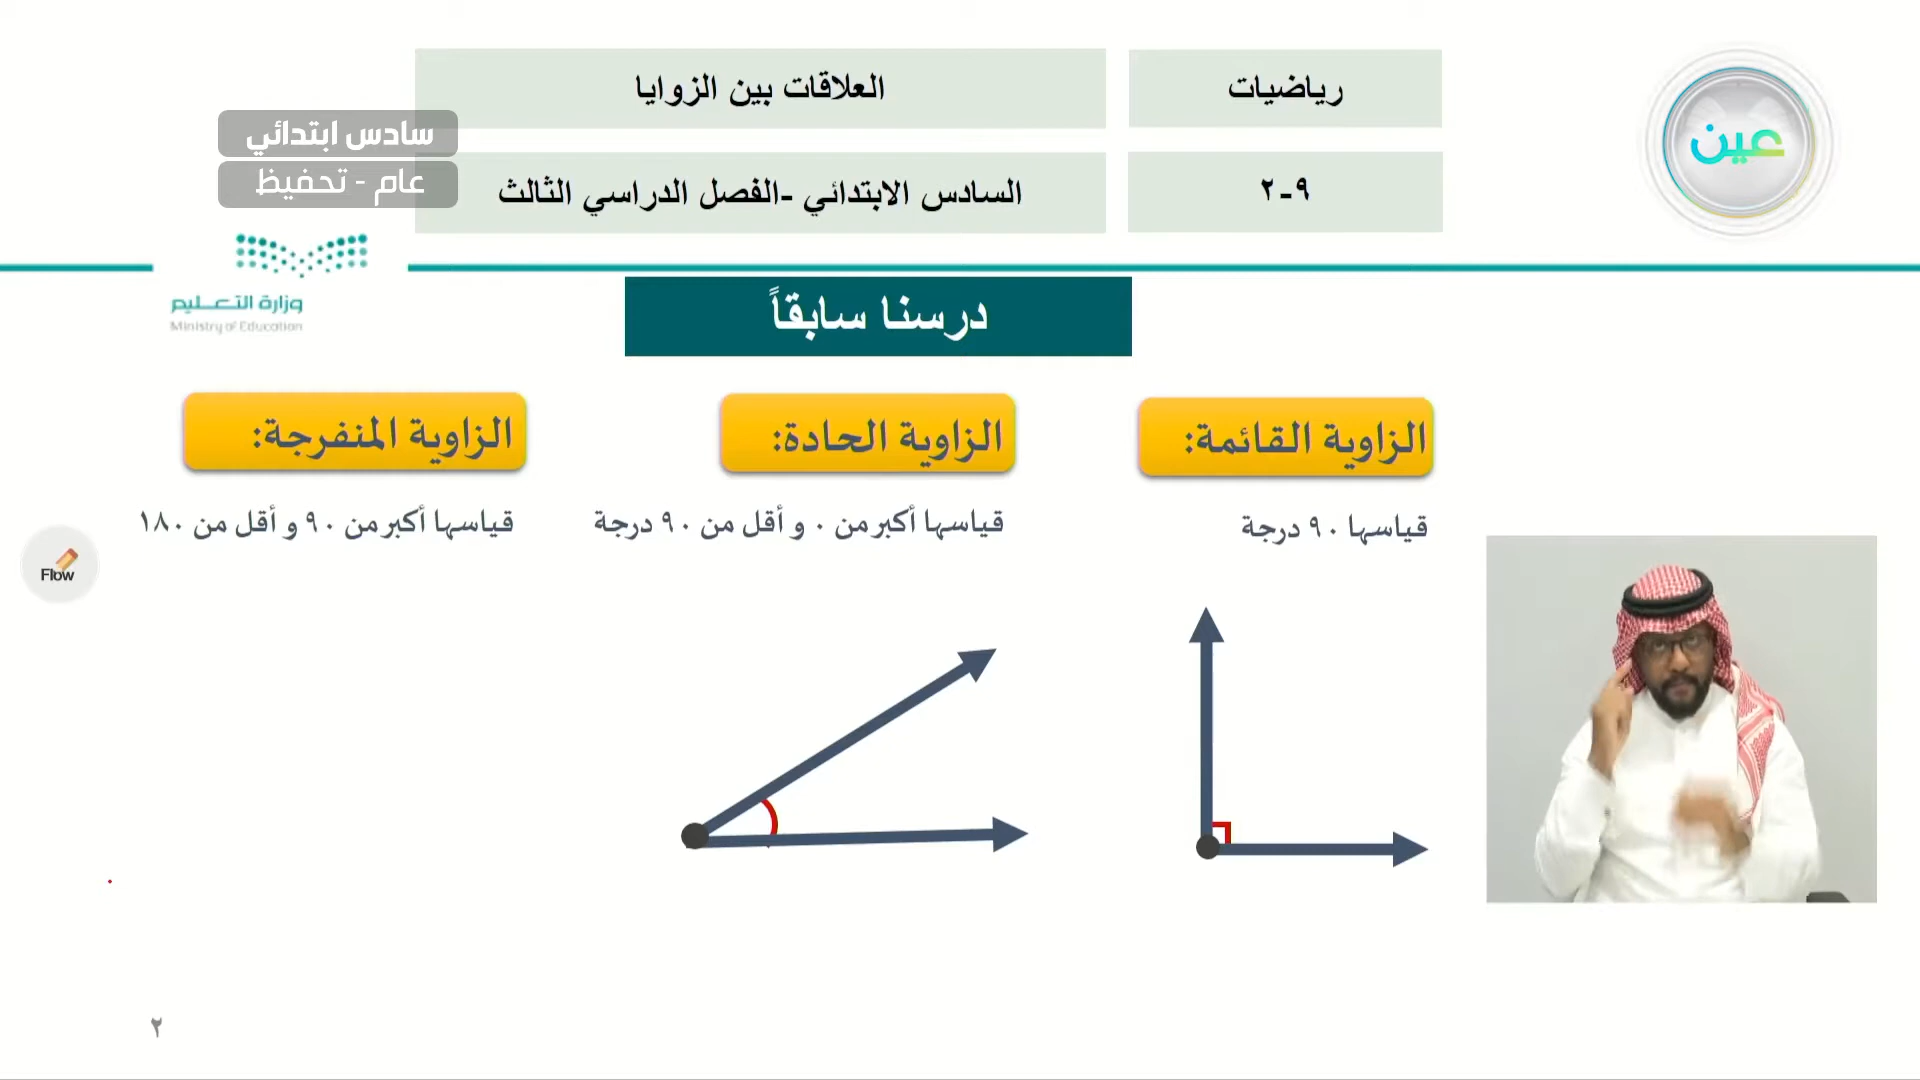 رياضيات
العلاقات بين الزوايا
سادس ابتدائي
عام - تحفيظ
٩-٢
السادس الابتدائي -الفصل الدراسي الثالث
عين
وزارة التعليم
Ministry of Education
درسنا سابقاً
الزاوية القائمة:
قياسها ٩٠ درجة
الزاوية الحادة:
قياسها أكبر من ٠ و أقل من ٩٠ درجة
الزاوية المنفرجة:
قياسها أكبر من ٩٠ و أقل من ١٨٠
Flow
٢